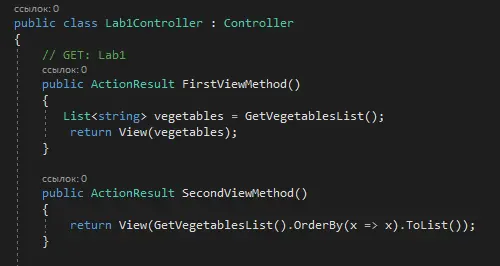 ссылок: 0
public class Lab1Controller : Controller
{
// GET: Lab1
ссылок: 0
public ActionResult FirstViewMethod()
{
List<string> vegetables = GetVegetablesList();
return View(vegetables);
}
ссылок: 0
public ActionResult SecondViewMethod()
{
return View(GetVegetablesList().OrderBy(x => x).ToList());
}